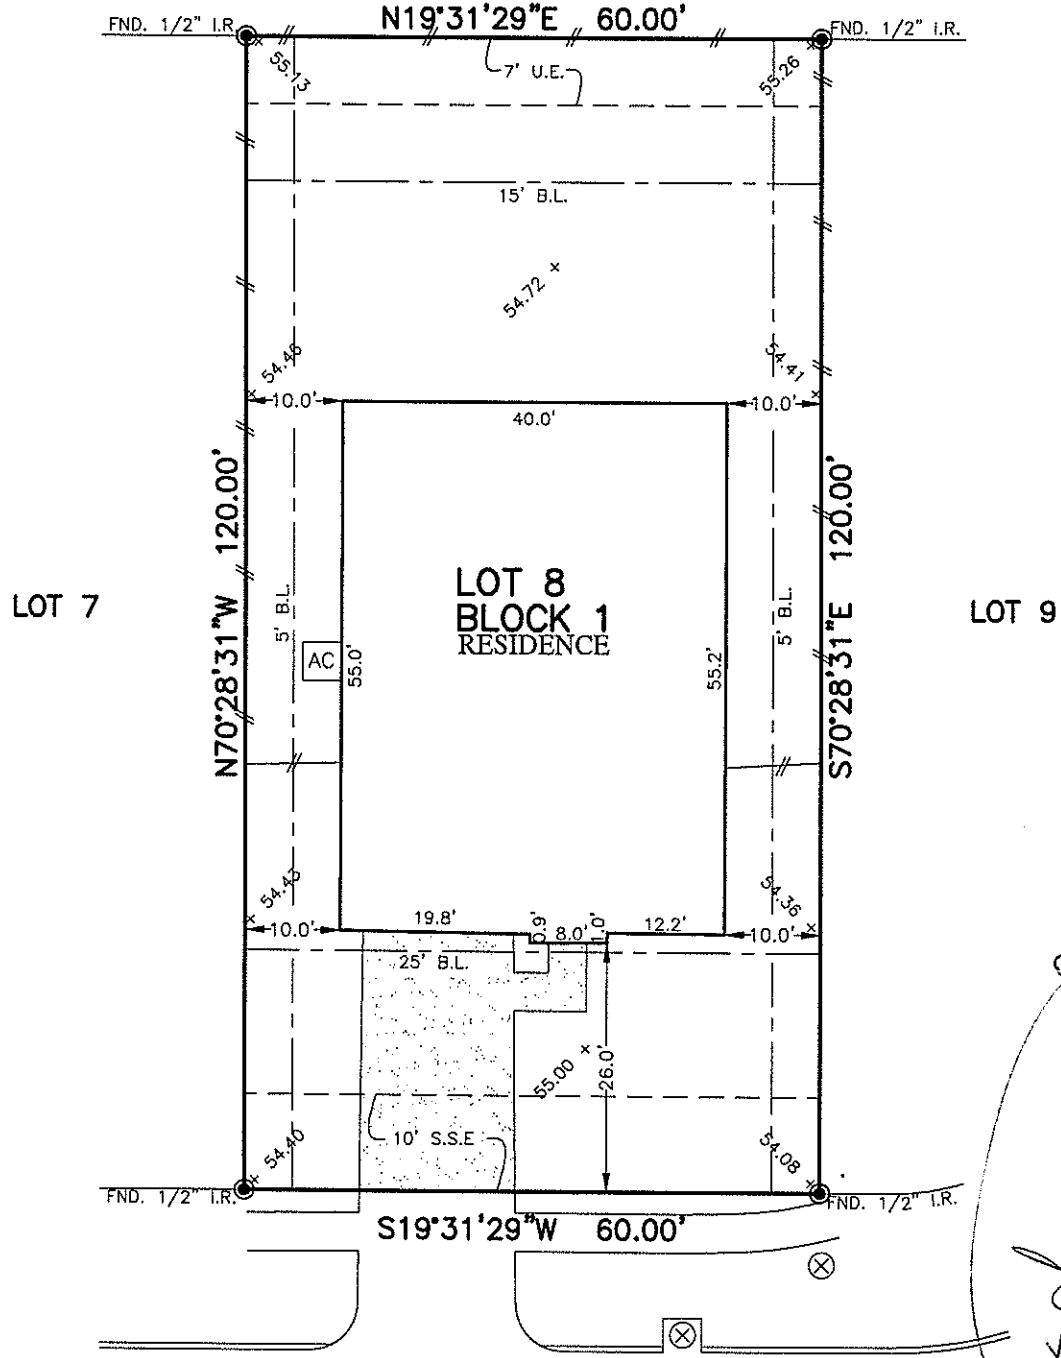 N19°31'29"E 60.00'
FND. 1/2" I.R.
FND. 1/2" I.R.
55.13
7' U.E.
55.26
15' B.L.
54.72
54.46
54.41
10.0'
40.0'
10.0'
N70°28'31"W 120.00'
S70°28'31"E 120.00'
LOT 7
LOT 8
BLOCK 1
RESIDENCE
LOT 9
5' B.L.
5' B.L.
AC
55.0'
55.2'
54.43
54.36
10.0'
19.8'
0.9'
8.0'
1.0'
12.2'
10.0'
25' B.L.
55.00
26.0'
54.40
10' S.S.E
54.08
FND. 1/2" I.R.
FND. 1/2" I.R.
S19°31'29"W 60.00'